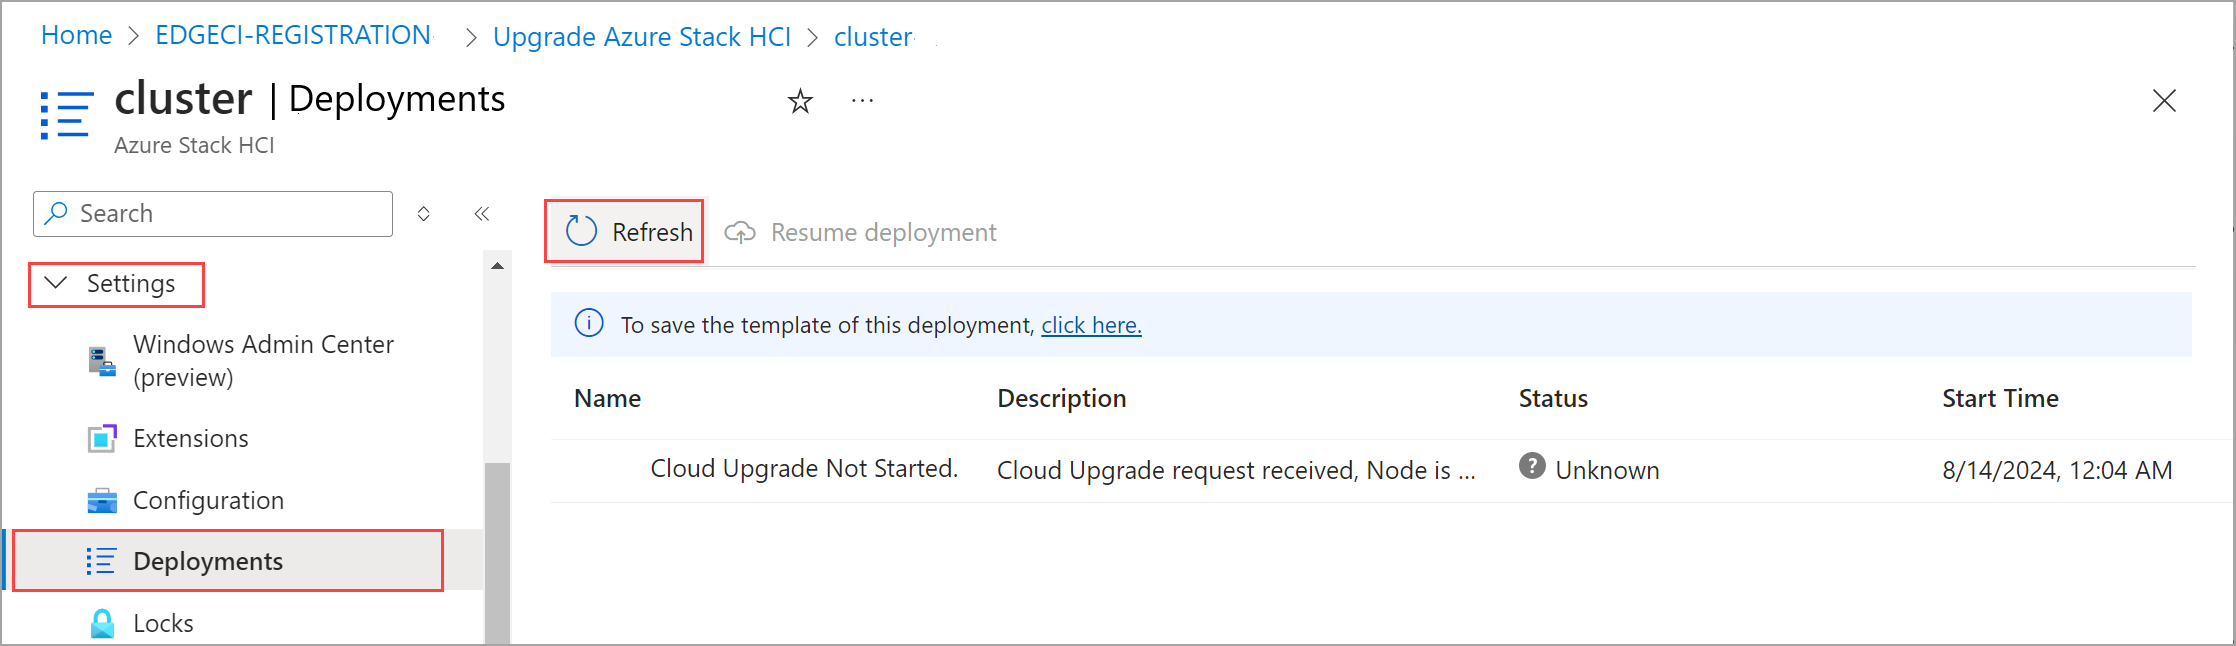 Home > EDGECI-REGISTRATION > Upgrade Azure Stack HCI > cluster
cluster | Deployments
Azure Stack HCI
Search
Settings
Windows Admin Center
(preview)
Extensions
Configuration
Deployments
Locks
Refresh
Resume deployment
To save the template of this deployment, click here.
Name Description Status Start Time
Cloud Upgrade Not Started. Cloud Upgrade request received, Node is ... Unknown 8/14/2024, 12:04 AM